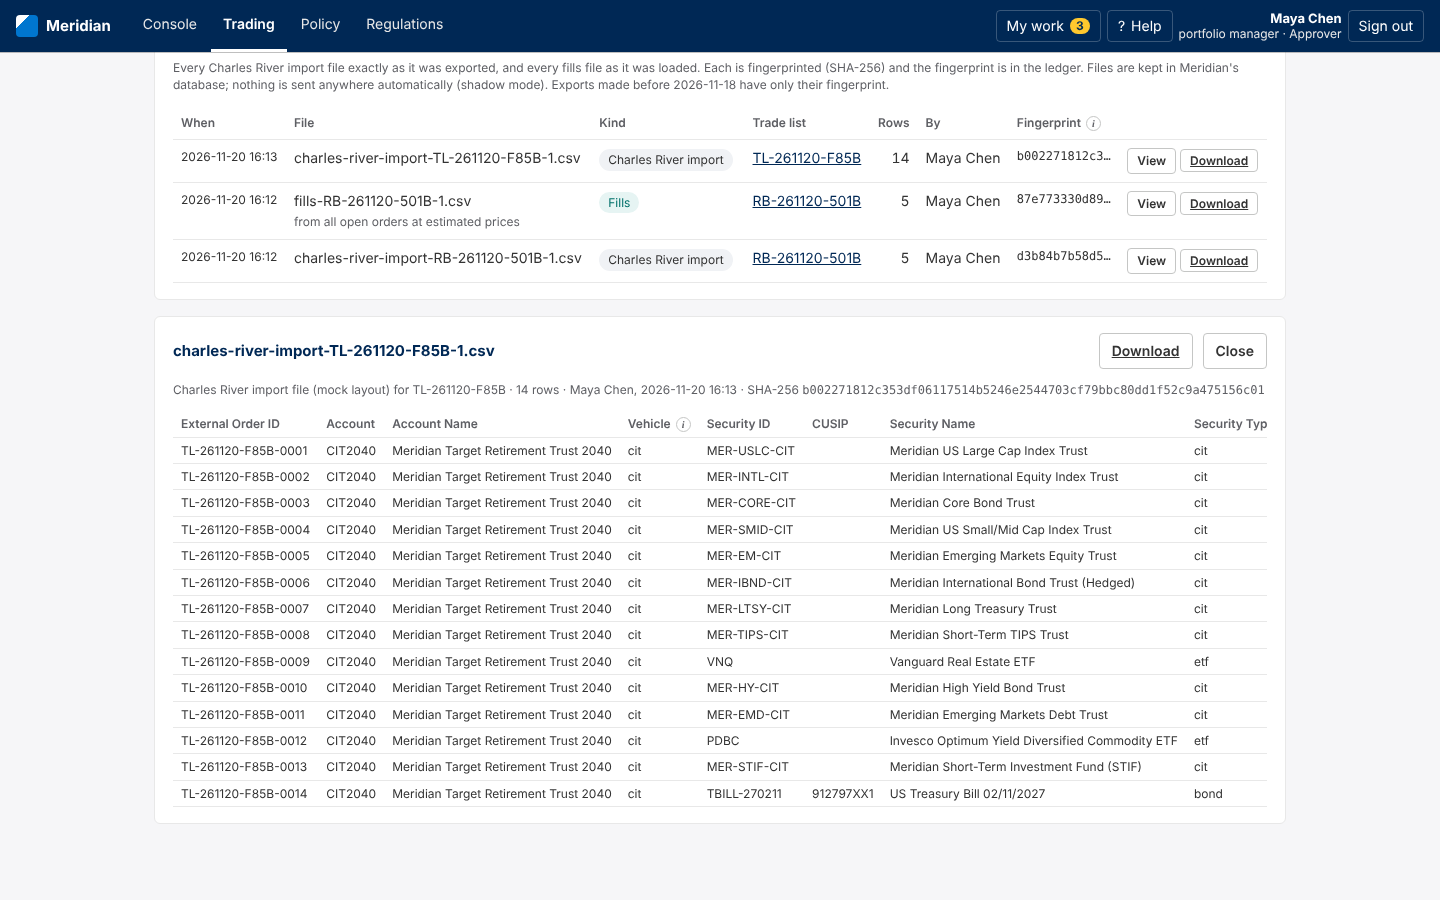 Meridian Console Trading Policy Regulations My work 3 ? Help Maya Chen Sign out
portfolio manager · Approver
Every Charles River import file exactly as it was exported, and every fills file as it was loaded. Each is fingerprinted (SHA-256) and the fingerprint is in the ledger. Files are kept in Meridian's
database; nothing is sent anywhere automatically (shadow mode). Exports made before 2026-11-18 have only their fingerprint.
When File Kind Trade list Rows By Fingerprint i
2026-11-20 16:13 charles-river-import-TL-261120-F85B-1.csv Charles River import TL-261120-F85B 14 Maya Chen b002271812c3… View Download
2026-11-20 16:12 fills-RB-261120-501B-1.csv Fills RB-261120-501B 5 Maya Chen 87e773330d89… View Download
from all open orders at estimated prices
2026-11-20 16:12 charles-river-import-RB-261120-501B-1.csv Charles River import RB-261120-501B 5 Maya Chen d3b84b7b58d5… View Download
charles-river-import-TL-261120-F85B-1.csv Download Close
Charles River import file (mock layout) for TL-261120-F85B · 14 rows · Maya Chen, 2026-11-20 16:13 · SHA-256 b002271812c353df06117514b5246e2544703cf79bbc80dd1f52c9a475156c01
External Order ID Account Account Name Vehicle i Security ID CUSIP Security Name Security Typ
TL-261120-F85B-0001 CIT2040 Meridian Target Retirement Trust 2040 cit MER-USLC-CIT Meridian US Large Cap Index Trust cit
TL-261120-F85B-0002 CIT2040 Meridian Target Retirement Trust 2040 cit MER-INTL-CIT Meridian International Equity Index Trust cit
TL-261120-F85B-0003 CIT2040 Meridian Target Retirement Trust 2040 cit MER-CORE-CIT Meridian Core Bond Trust cit
TL-261120-F85B-0004 CIT2040 Meridian Target Retirement Trust 2040 cit MER-SMID-CIT Meridian US Small/Mid Cap Index Trust cit
TL-261120-F85B-0005 CIT2040 Meridian Target Retirement Trust 2040 cit MER-EM-CIT Meridian Emerging Markets Equity Trust cit
TL-261120-F85B-0006 CIT2040 Meridian Target Retirement Trust 2040 cit MER-IBND-CIT Meridian International Bond Trust (Hedged) cit
TL-261120-F85B-0007 CIT2040 Meridian Target Retirement Trust 2040 cit MER-LTSY-CIT Meridian Long Treasury Trust cit
TL-261120-F85B-0008 CIT2040 Meridian Target Retirement Trust 2040 cit MER-TIPS-CIT Meridian Short-Term TIPS Trust cit
TL-261120-F85B-0009 CIT2040 Meridian Target Retirement Trust 2040 cit VNQ Vanguard Real Estate ETF etf
TL-261120-F85B-0010 CIT2040 Meridian Target Retirement Trust 2040 cit MER-HY-CIT Meridian High Yield Bond Trust cit
TL-261120-F85B-0011 CIT2040 Meridian Target Retirement Trust 2040 cit MER-EMD-CIT Meridian Emerging Markets Debt Trust cit
TL-261120-F85B-0012 CIT2040 Meridian Target Retirement Trust 2040 cit PDBC Invesco Optimum Yield Diversified Commodity ETF etf
TL-261120-F85B-0013 CIT2040 Meridian Target Retirement Trust 2040 cit MER-STIF-CIT Meridian Short-Term Investment Fund (STIF) cit
TL-261120-F85B-0014 CIT2040 Meridian Target Retirement Trust 2040 cit TBILL-270211 912797XX1 US Treasury Bill 02/11/2027 bond